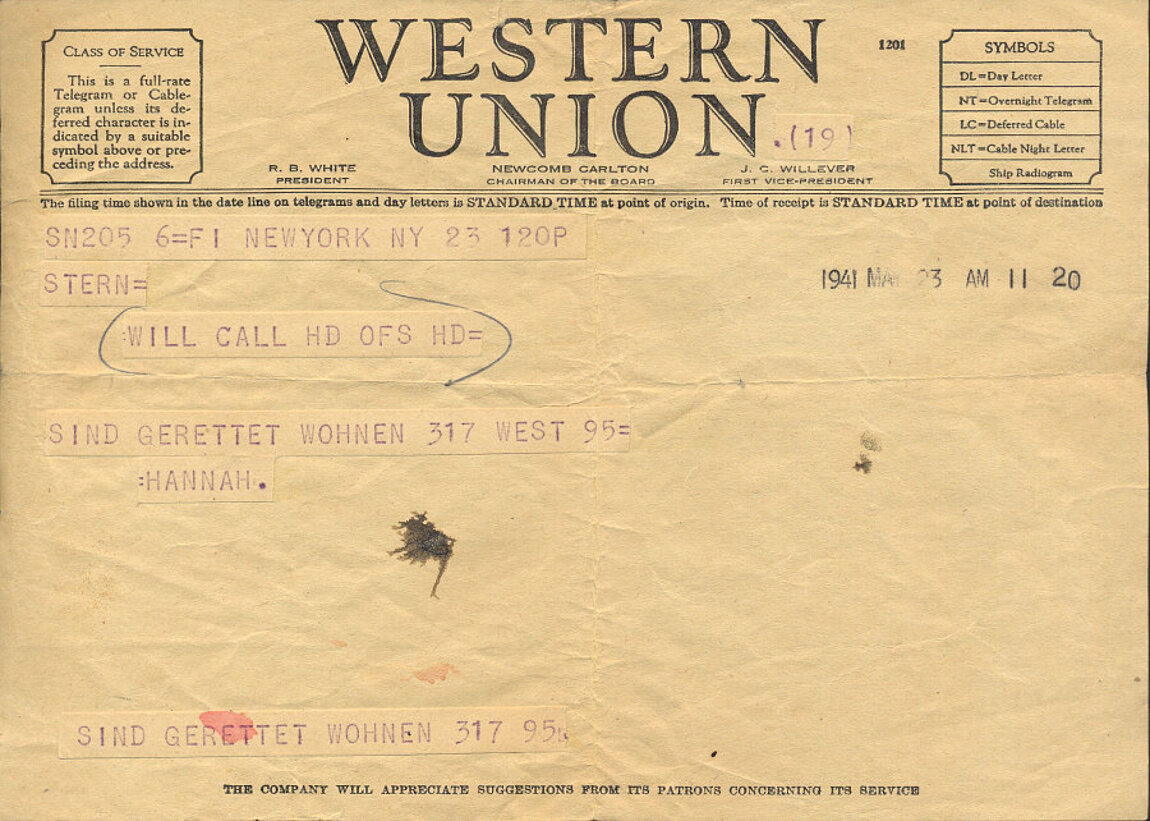 WESTERN
UNION
1201
.(19)
CLASS OF SERVICE
This is a full-rate
Telegram or Cable-
gram unless its de-
ferred character is in-
dicated by a suitable
symbol above or pre-
ceding the address.
SYMBOLS
DL=Day Letter
NT=Overnight Telegram
LC=Deferred Cable
NLT=Cable Night Letter
Ship Radiogram
R. B. WHITE
PRESIDENT
NEWCOMB CARLTON
CHAIRMAN OF THE BOARD
J. C. WILLEVER
FIRST VICE-PRESIDENT
The filing time shown in the date line on telegrams and day letters is STANDARD TIME at point of origin. Time of receipt is STANDARD TIME at point of destination
SN205 6=FI NEWYORK NY 23 120P
STERN=
1941 23 AM 11 20
:WILL CALL HD OFS HD=
SIND GERETTET WOHNEN 317 WEST 95=
:HANNAH.
SIND GERETTET WOHNEN 317 95
THE COMPANY WILL APPRECIATE SUGGESTIONS FROM ITS PATRONS CONCERNING ITS SERVICE